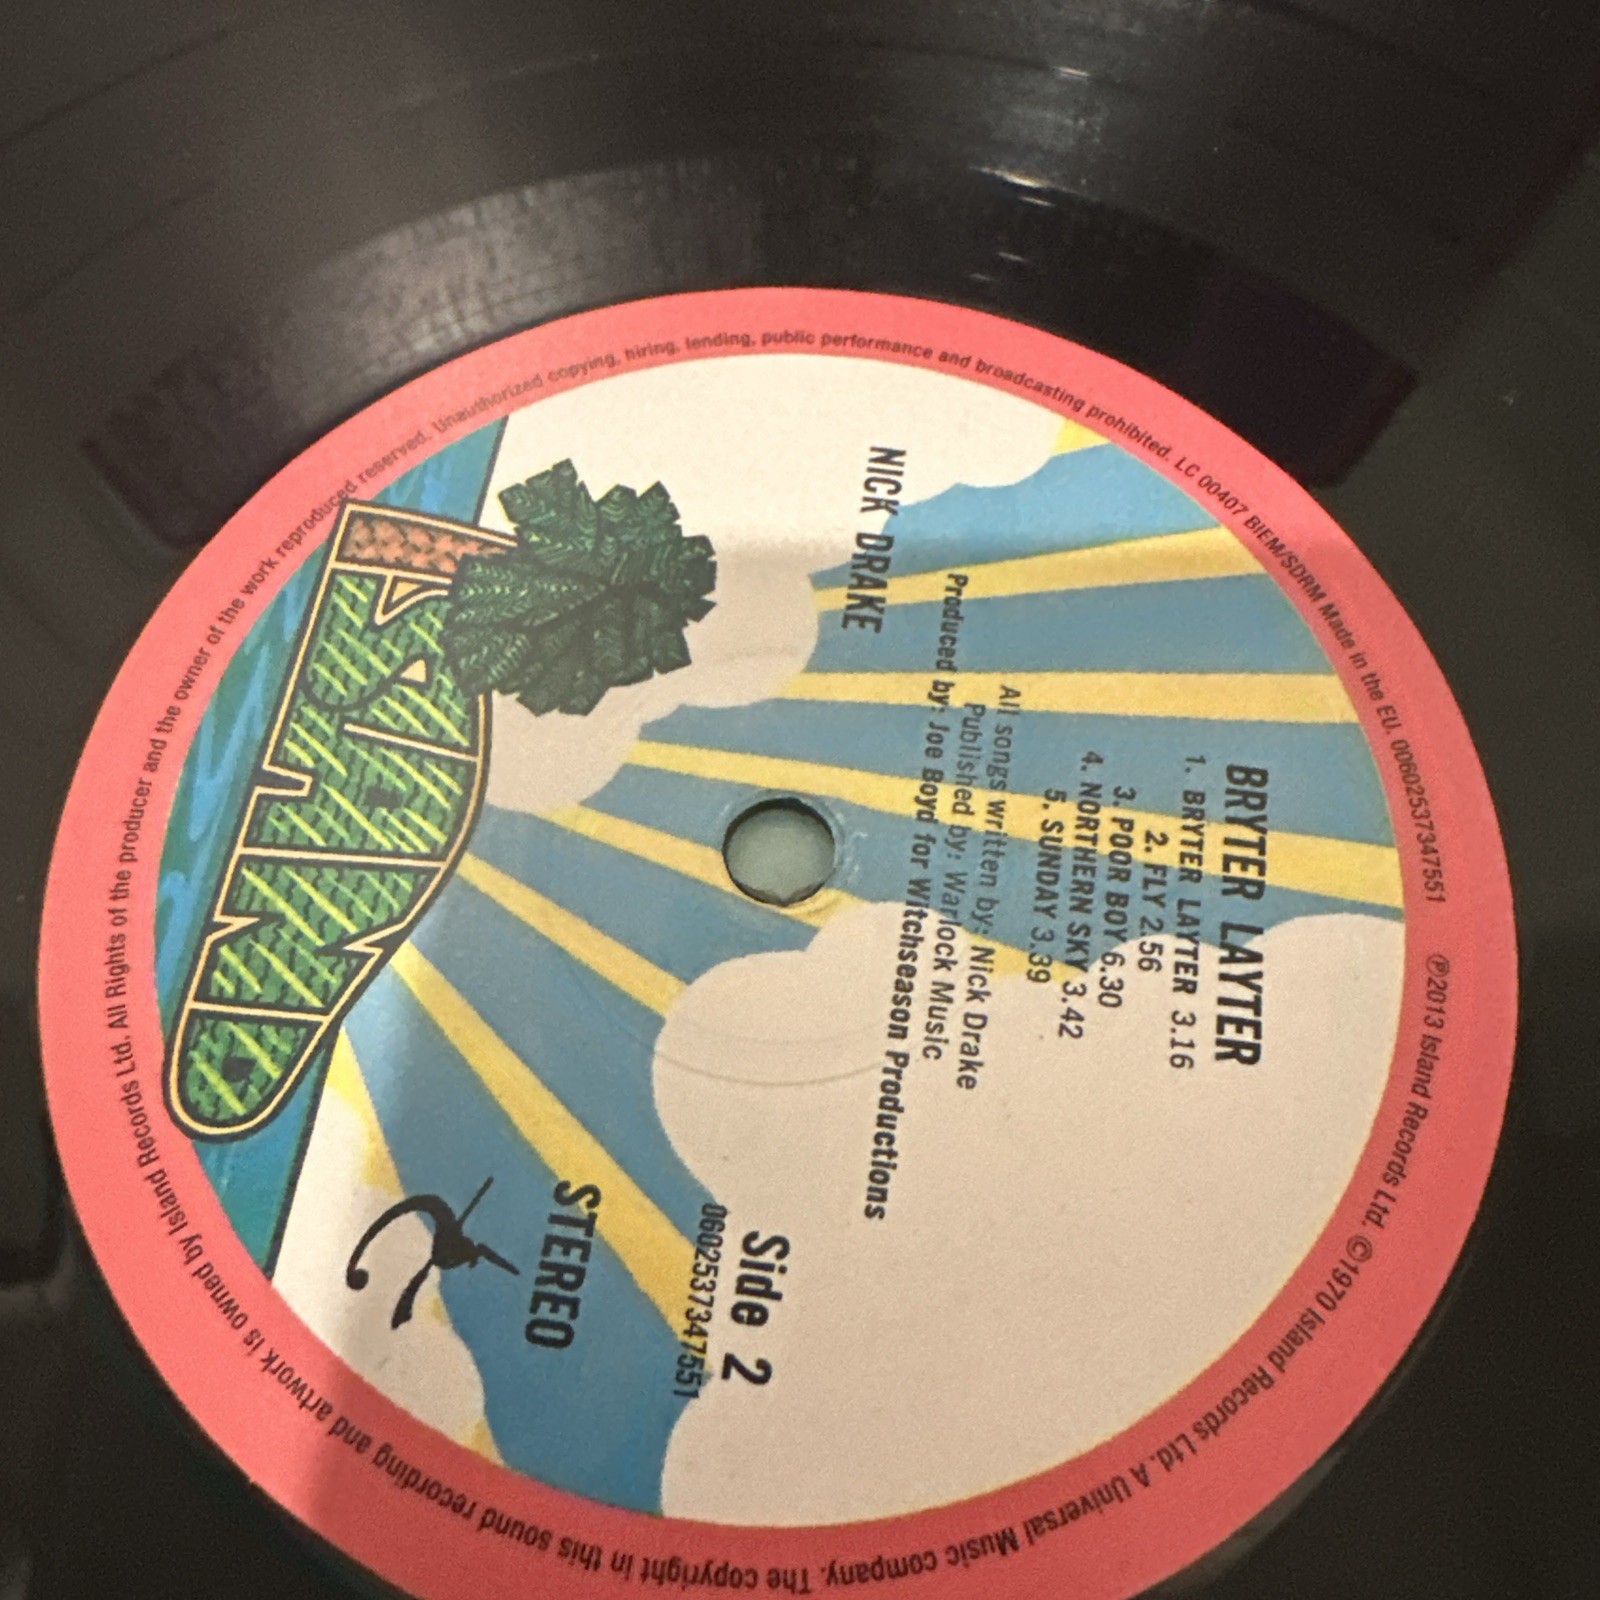 BRYTER LAYTER
1. BRYTER LAYTER 3.16
2. FLY 2.56
3. POOR BOY 6.30
4. NORTHERN SKY 3.42
5. SUNDAY 3.39
All songs written by: Nick Drake
Published by: Warlock Music
Produced by: Joe Boyd for Witchseason Productions
NICK DRAKE
Side 2
0602537347551
STEREO
ISLAND
℗2013 Island Records Ltd. ©1970 Island Records Ltd. A Universal Music company. The copyright in this sound recording and artwork is owned by Island Records Ltd. All Rights of the producer and the owner of the work reproduced reserved. Unauthorized copying, hiring, lending, public performance and broadcasting prohibited. LC 00407 BIEM/SDRM Made in the EU. 00602537347551